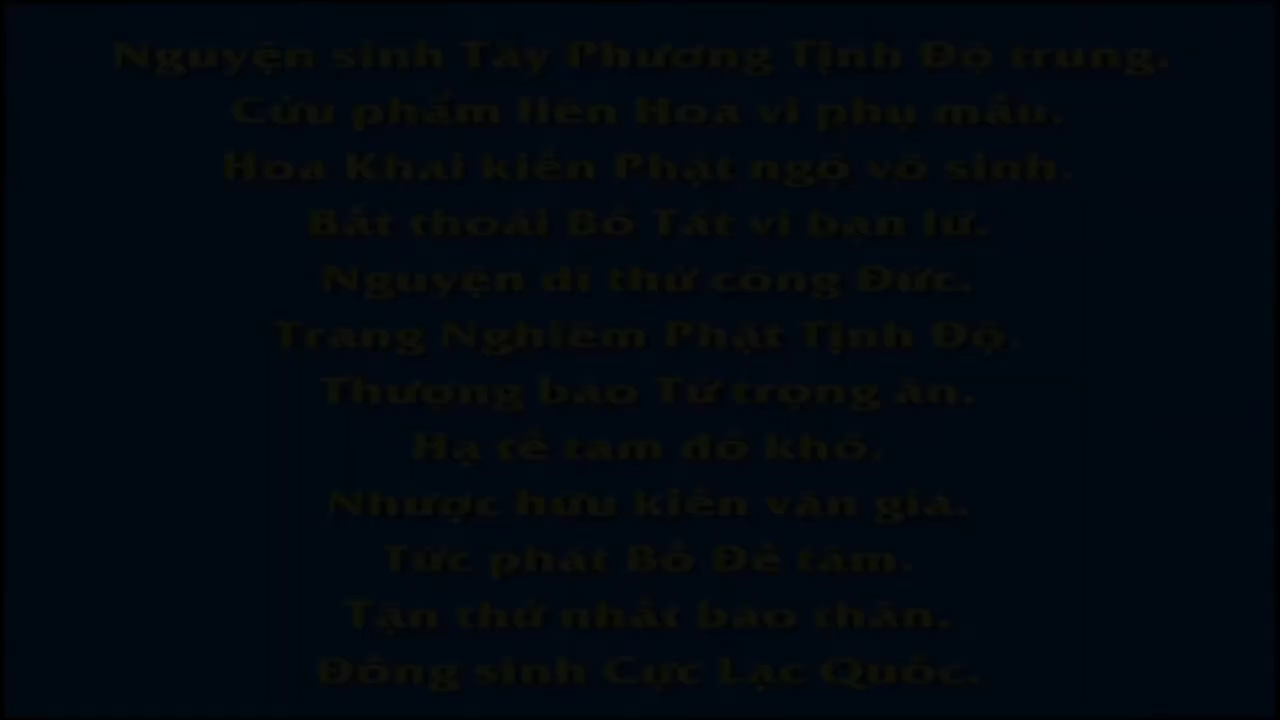 Nguyện sinh Tây Phương Tịnh Độ trung.
Cửu phẩm liên Hoa vi phụ mẫu.
Hoa Khai kiến Phật ngộ vô sinh.
Bất thoái Bồ Tát vi bạn lữ.
Nguyện dĩ thử công Đức.
Trang Nghiêm Phật Tịnh Độ.
Thượng báo Tứ trọng ân.
Hạ tế tam đồ khổ.
Nhược hữu kiến văn giả.
Tức phát Bồ Đề tâm.
Tận thử nhất báo thân.
Đồng sinh Cực Lạc Quốc.